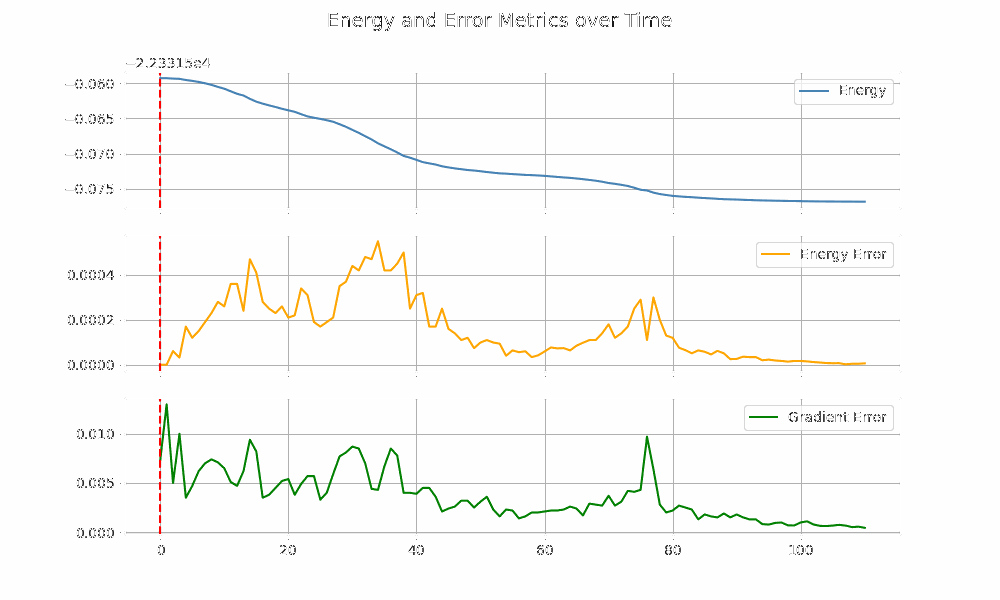 Energy and Error Metrics over Time
−2.23315e4
−0.060
−0.065
−0.070
−0.075
Energy
0.0004
0.0002
0.0000
Energy Error
0.010
0.005
0.000
Gradient Error
0 20 40 60 80 100